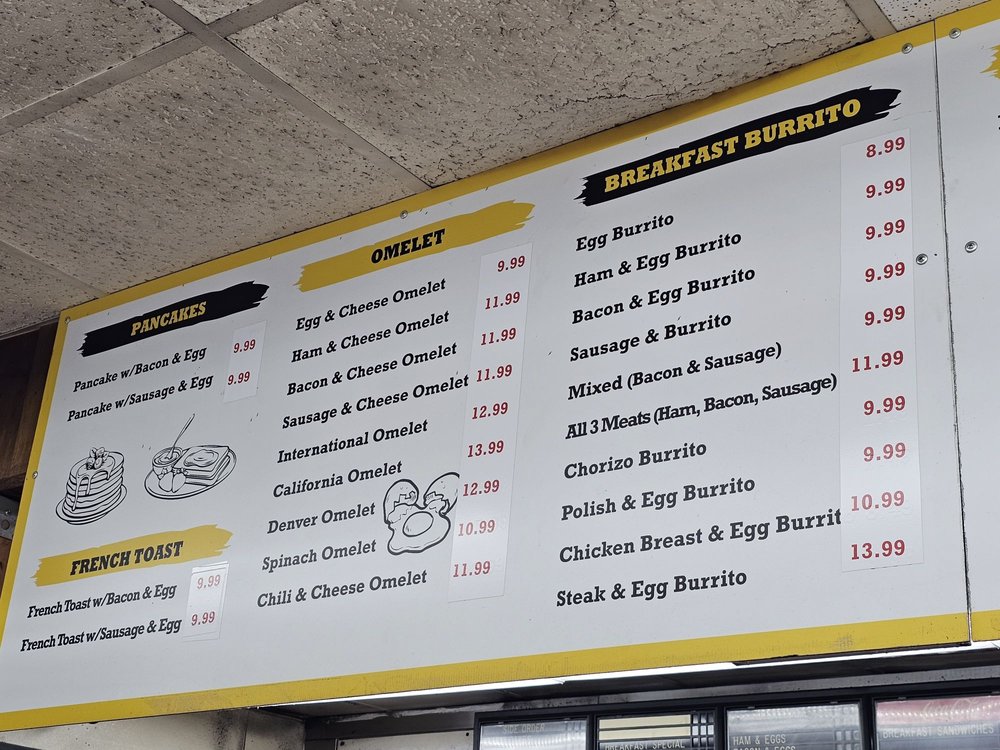 PANCAKES
Pancake w/Bacon & Egg 9.99
Pancake w/Sausage & Egg 9.99
FRENCH TOAST
French Toast w/Bacon & Egg 9.99
French Toast w/Sausage & Egg 9.99
OMELET
Egg & Cheese Omelet 9.99
Ham & Cheese Omelet 11.99
Bacon & Cheese Omelet 11.99
Sausage & Cheese Omelet 11.99
International Omelet 12.99
California Omelet 13.99
Denver Omelet 12.99
Spinach Omelet 10.99
Chili & Cheese Omelet 11.99
BREAKFAST BURRITO
Egg Burrito 8.99
Ham & Egg Burrito 9.99
Bacon & Egg Burrito 9.99
Sausage & Burrito 9.99
Mixed (Bacon & Sausage) 9.99
All 3 Meats (Ham, Bacon, Sausage) 11.99
Chorizo Burrito 9.99
Polish & Egg Burrito 9.99
Chicken Breast & Egg Burrit 10.99
Steak & Egg Burrito 13.99
SIDE ORDER
BREAKFAST SPECIAL
HAM & EGGS
BACON & EGGS
BREAKFAST SANDWICHES